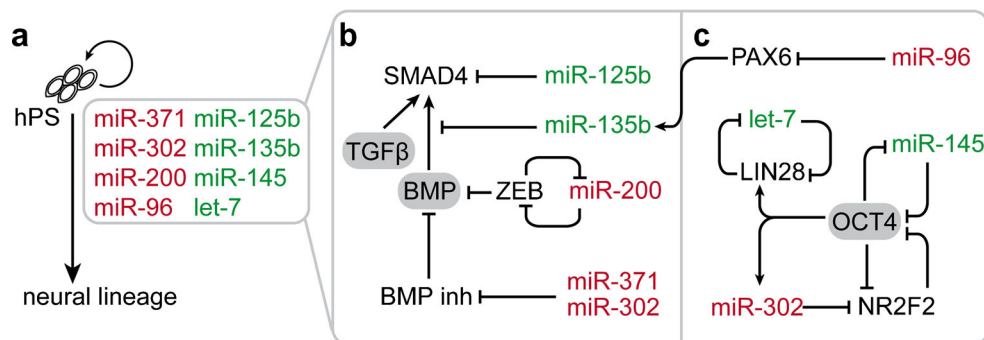 a
hPS
miR-371 miR-125b
miR-302 miR-135b
miR-200 miR-145
miR-96 let-7
neural lineage
b
SMAD4 miR-125b
miR-135b
TGFβ
BMP ZEB miR-200
BMP inh miR-371
miR-302
c
PAX6 miR-96
let-7
miR-145
LIN28
OCT4
miR-302 NR2F2